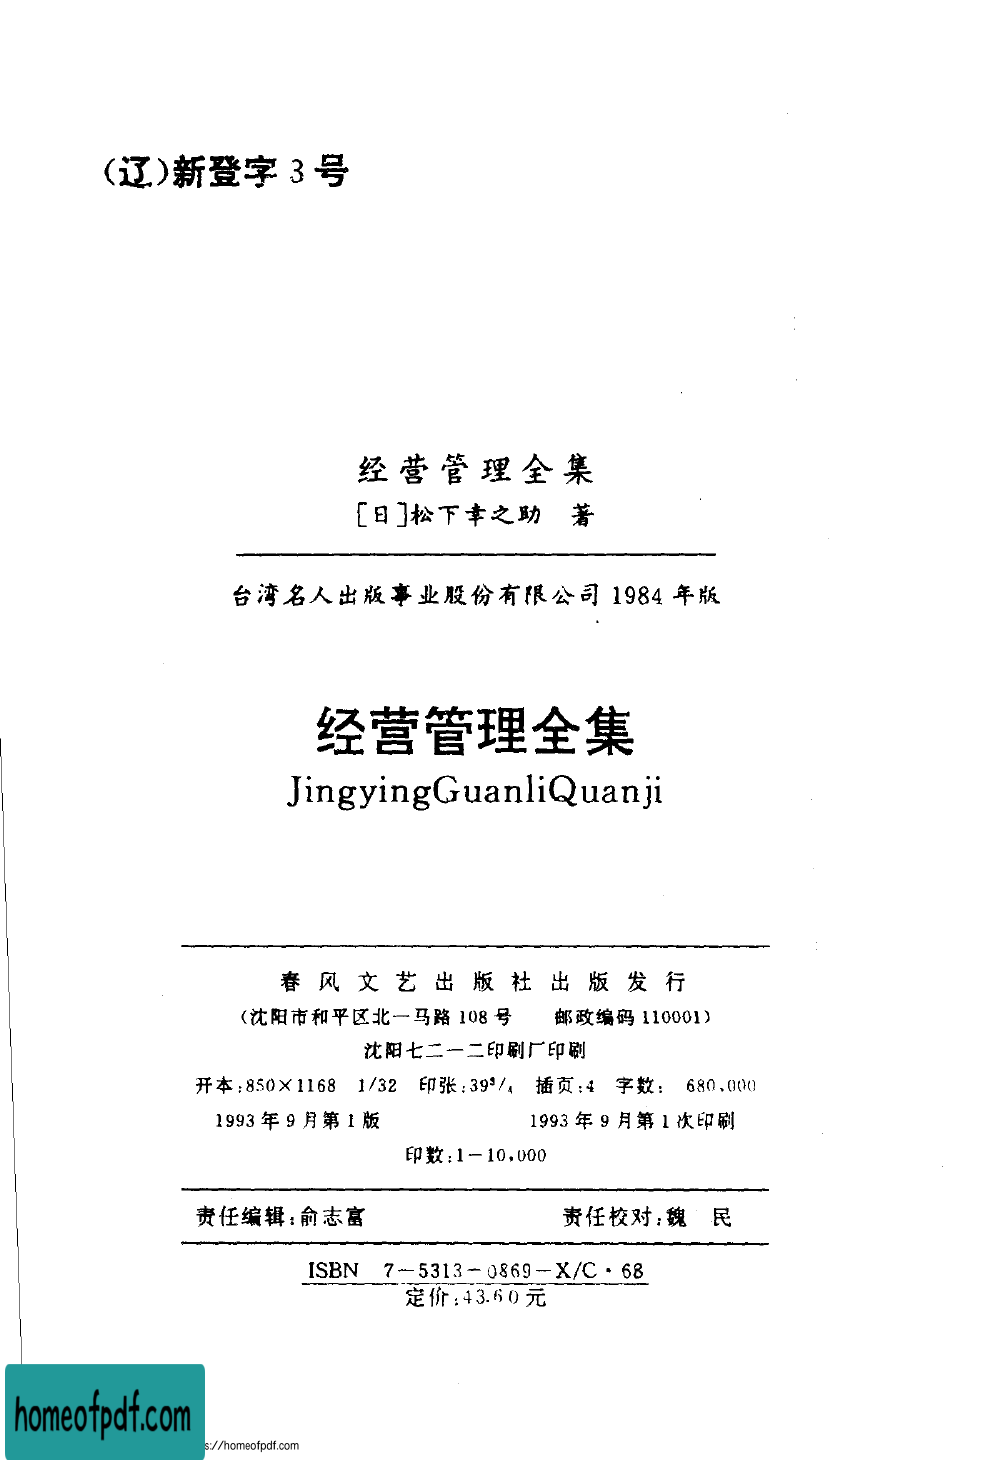 (辽)新登字 3 号
经营管理全集
[日]松下幸之助 著
台湾名人出版事业股份有限公司 1984 年版
经营管理全集
JingyingGuanliQuanji
春风文艺出版社出版发行
(沈阳市和平区北一马路 108 号 邮政编码 110001)
沈阳七二一二印刷厂印刷
开本:850×1168 1/32 印张:39³/₄ 插页:4 字数: 680,000
1993 年 9 月第 1 版 1993 年 9 月第 1 次印刷
印数:1—10,000
责任编辑:俞志富 责任校对:魏 民
ISBN 7—5313—0869—X/C·68
定价:43.60 元
homeofpdf.com
s://homeofpdf.com